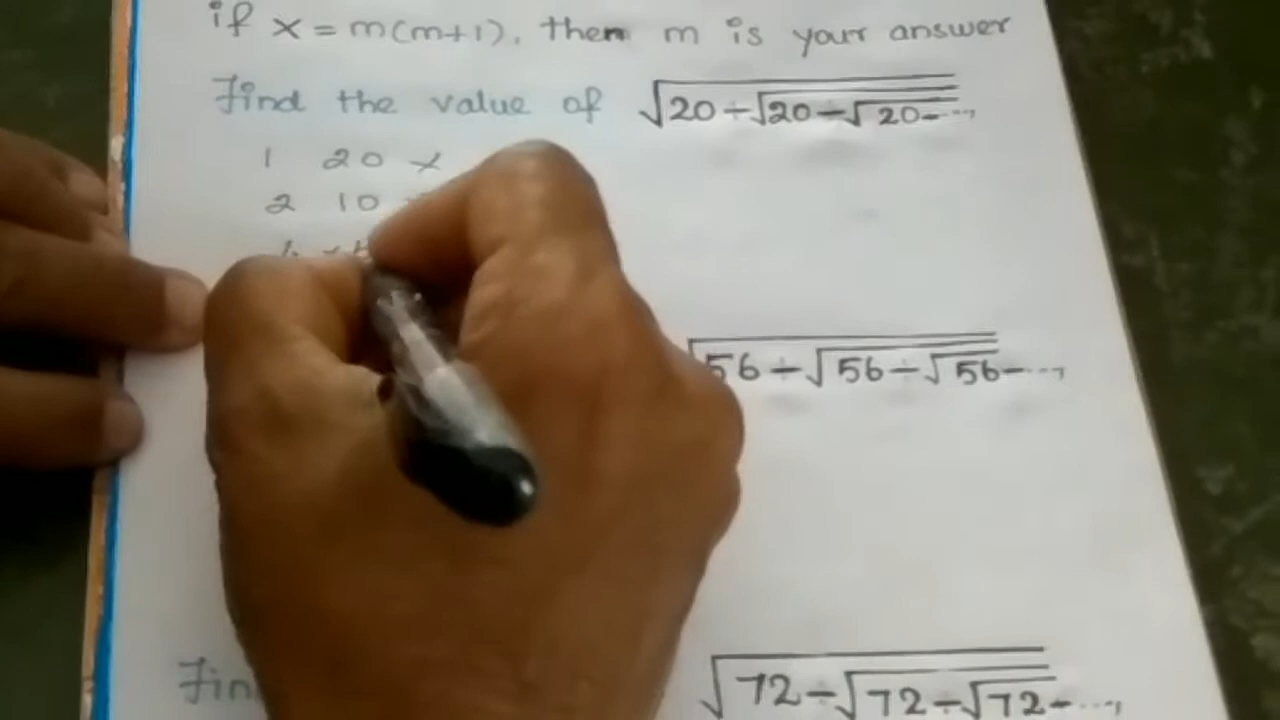 if x = m(m+1), then m is your answer
Find the value of √20-√20-√20-...,
1 20 x
2 10
√56-√56-√56-...,
√72-√72-√72-...,